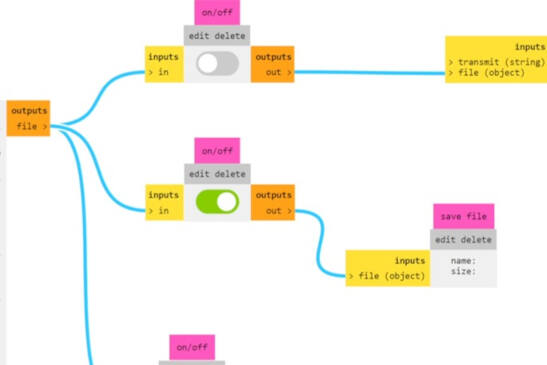 on/off
edit delete
inputs
> in
outputs
out >
inputs
> transmit (string)
> file (object)
outputs
file >
on/off
edit delete
inputs
> in
outputs
out >
save file
edit delete
inputs
> file (object)
name:
size:
on/off